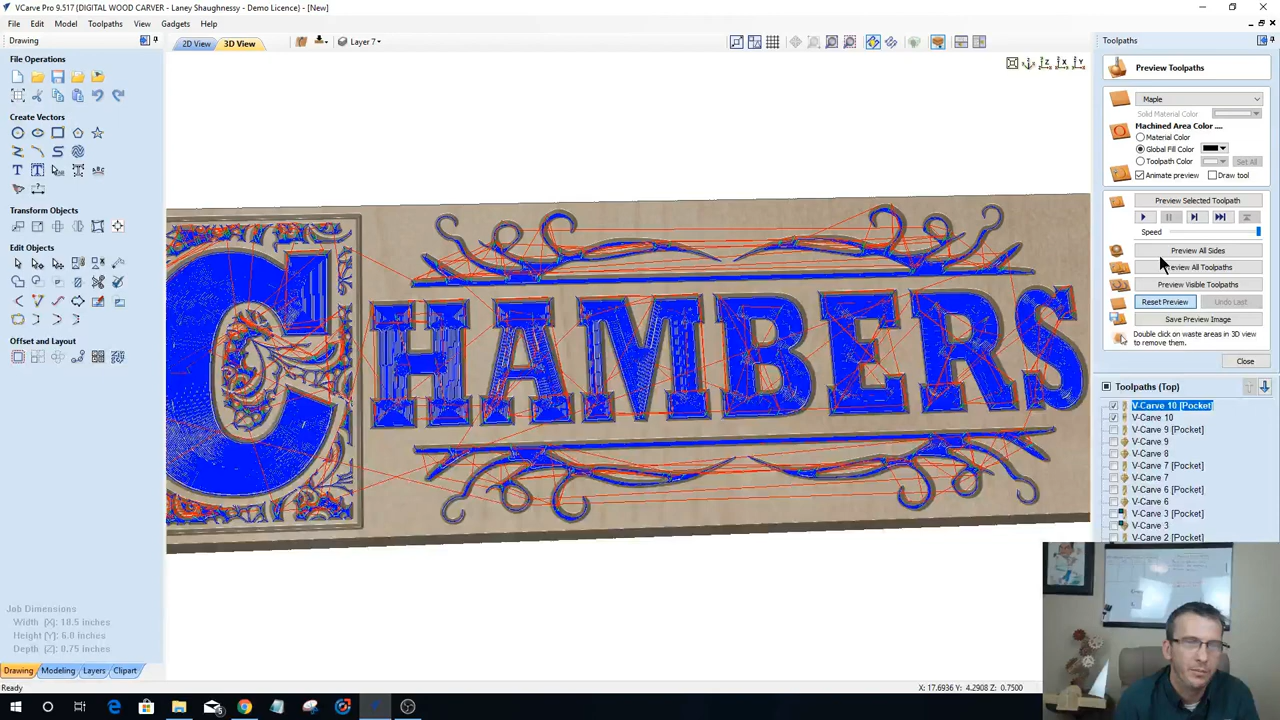 VCarve Pro 9.517 {DIGITAL WOOD CARVER - Laney Shaughnessy - Demo Licence} - [New]
File Edit Model Toolpaths View Gadgets Help
Drawing
2D View 3D View Layer 7
File Operations
Create Vectors
Transform Objects
Edit Objects
Offset and Layout
Job Dimensions
Width (X): 18.5 inches
Height (Y): 6.0 inches
Depth (Z): 0.75 inches
Drawing Modeling Layers Clipart
Ready
C HAMBERS
X: 17.6936 Y: 4.2908 Z: 0.7500
Toolpaths
Preview Toolpaths
Maple
Solid Material Color
Machined Area Color ....
Material Color
Global Fill Color
Toolpath Color Set All
Animate preview Draw tool
Preview Selected Toolpath
Speed
Preview All Sides
Preview All Toolpaths
Preview Visible Toolpaths
Reset Preview Undo Last
Save Preview Image
Double click on waste areas in 3D view
to remove them.
Close
Toolpaths (Top)
V-Carve 10 [Pocket]
V-Carve 10
V-Carve 9 [Pocket]
V-Carve 9
V-Carve 8
V-Carve 7 [Pocket]
V-Carve 7
V-Carve 6 [Pocket]
V-Carve 6
V-Carve 3 [Pocket]
V-Carve 3
V-Carve 2 [Pocket]